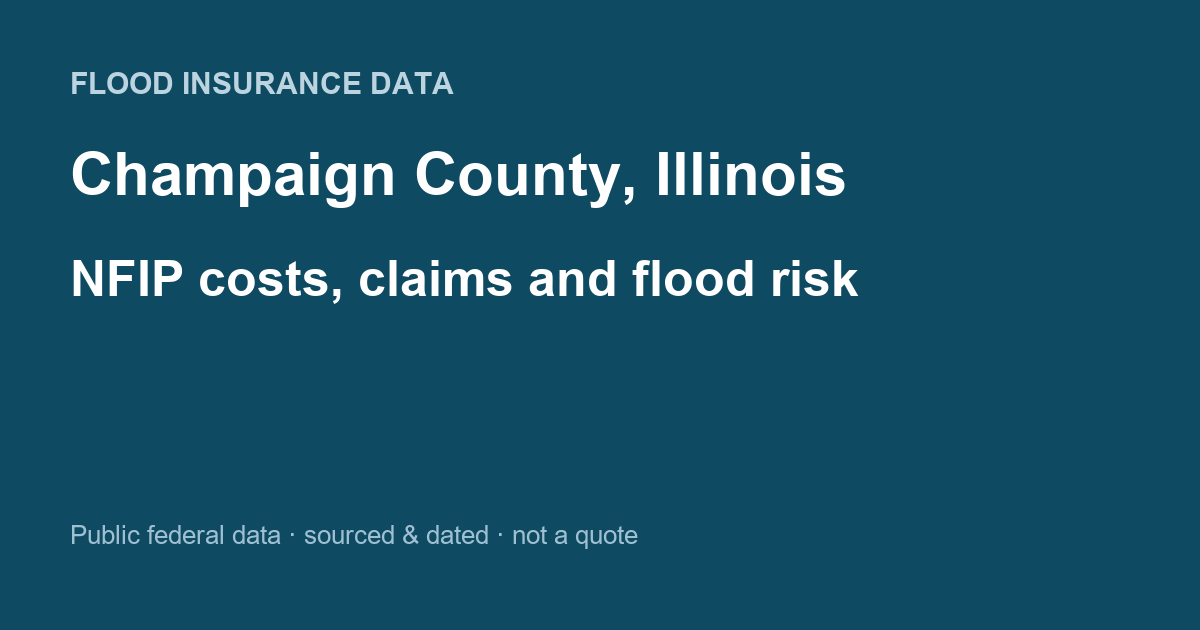 FLOOD INSURANCE DATA
Champaign County, Illinois
NFIP costs, claims and flood risk
Public federal data · sourced & dated · not a quote